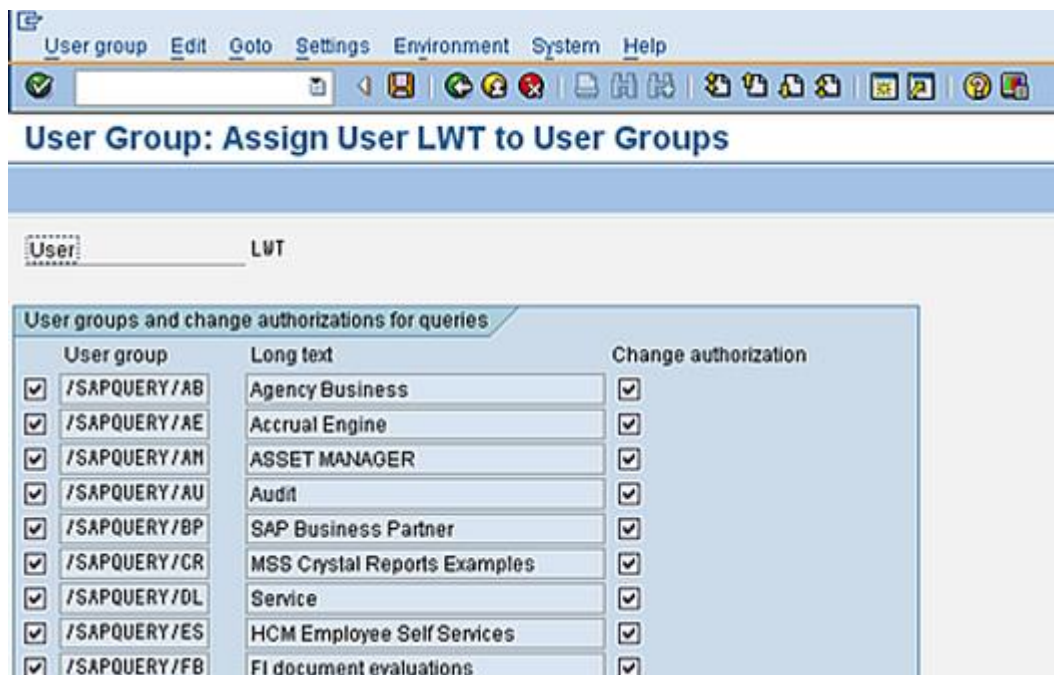 User group Edit Goto Settings Environment System Help
User Group: Assign User LWT to User Groups
User LWT
User groups and change authorizations for queries
User group Long text Change authorization
/SAPQUERY/AB Agency Business
/SAPQUERY/AE Accrual Engine
/SAPQUERY/AM ASSET MANAGER
/SAPQUERY/AU Audit
/SAPQUERY/BP SAP Business Partner
/SAPQUERY/CR MSS Crystal Reports Examples
/SAPQUERY/DL Service
/SAPQUERY/ES HCM Employee Self Services
/SAPQUERY/FB FI document evaluations